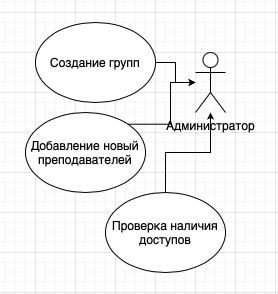 Создание групп
Администратор
Добавление новый
преподавателей
Проверка наличия
доступов